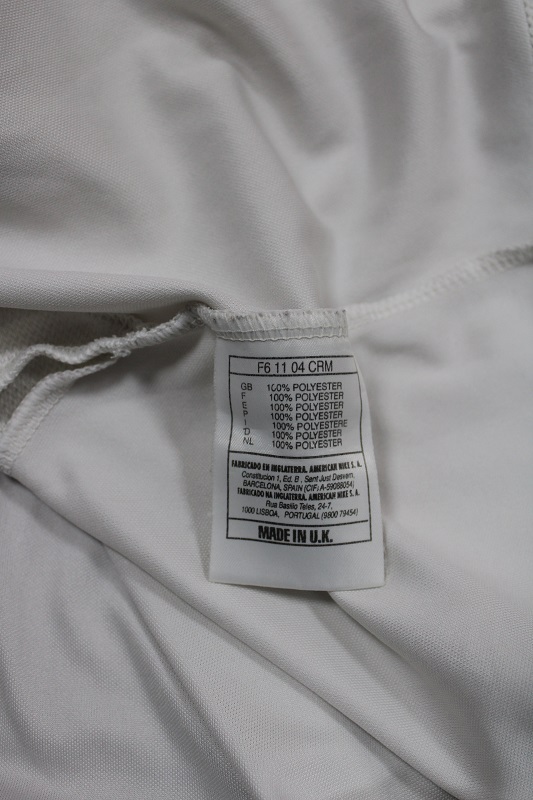 F6 11 04 CRM
GB 100% POLYESTER
F 100% POLYESTER
E 100% POLYESTER
P 100% POLYESTER
I 100% POLYESTERE
D 100% POLYESTER
NL 100% POLYESTER
FABRICADO EN INGLATERRA. AMERICAN NIKE S.A.
Constitucion 1, Ed. B . Sant Just Desvern.
BARCELONA, SPAIN (CIF: A-59088054)
FABRICADO NA INGLATERRA. AMERICAN NIKE S.A.
Rua Basilio Teles, 24-7,
1000 LISBOA, PORTUGAL (9800 79454)
MADE IN U.K.